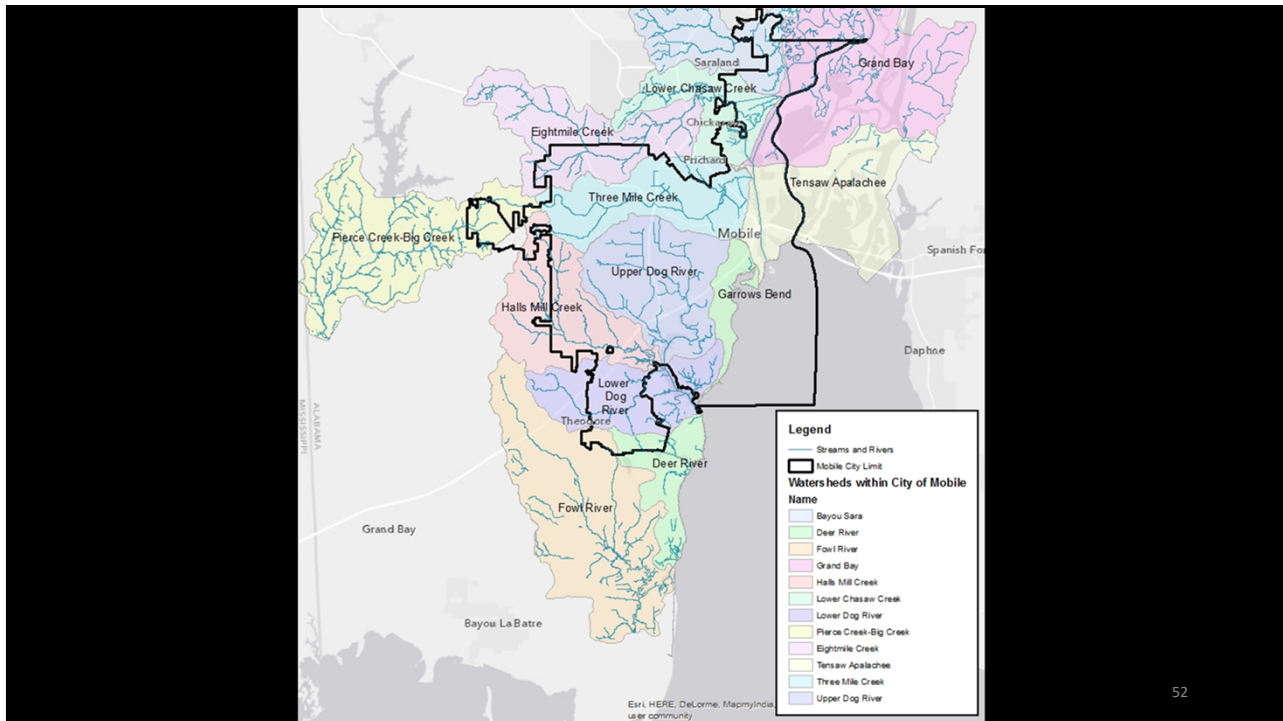 Saraland
Grand Bay
Lower Chasaw Creek
Eightmile Creek
Prichard
Tensaw Apalachee
Three Mile Creek
Mobile
Pierce Creek-Big Creek
Spanish For
Upper Dog River
Garrows Bend
Halls Mill Creek
Daphne
Lower
Dog
River
Theodore
ALABAMA
MISSISSIPPI
Deer River
Fowl River
Grand Bay
Bayou La Batre
Legend
Streams and Rivers
Mobile City Limit
Watersheds within City of Mobile
Name
Bayou Sara
Deer River
Fowl River
Grand Bay
Halls Mill Creek
Lower Chasaw Creek
Lower Dog River
Pierce Creek-Big Creek
Eightmile Creek
Tensaw Apalachee
Three Mile Creek
Upper Dog River
Esri, HERE, DeLorme, MapmyIndia,
user community
52